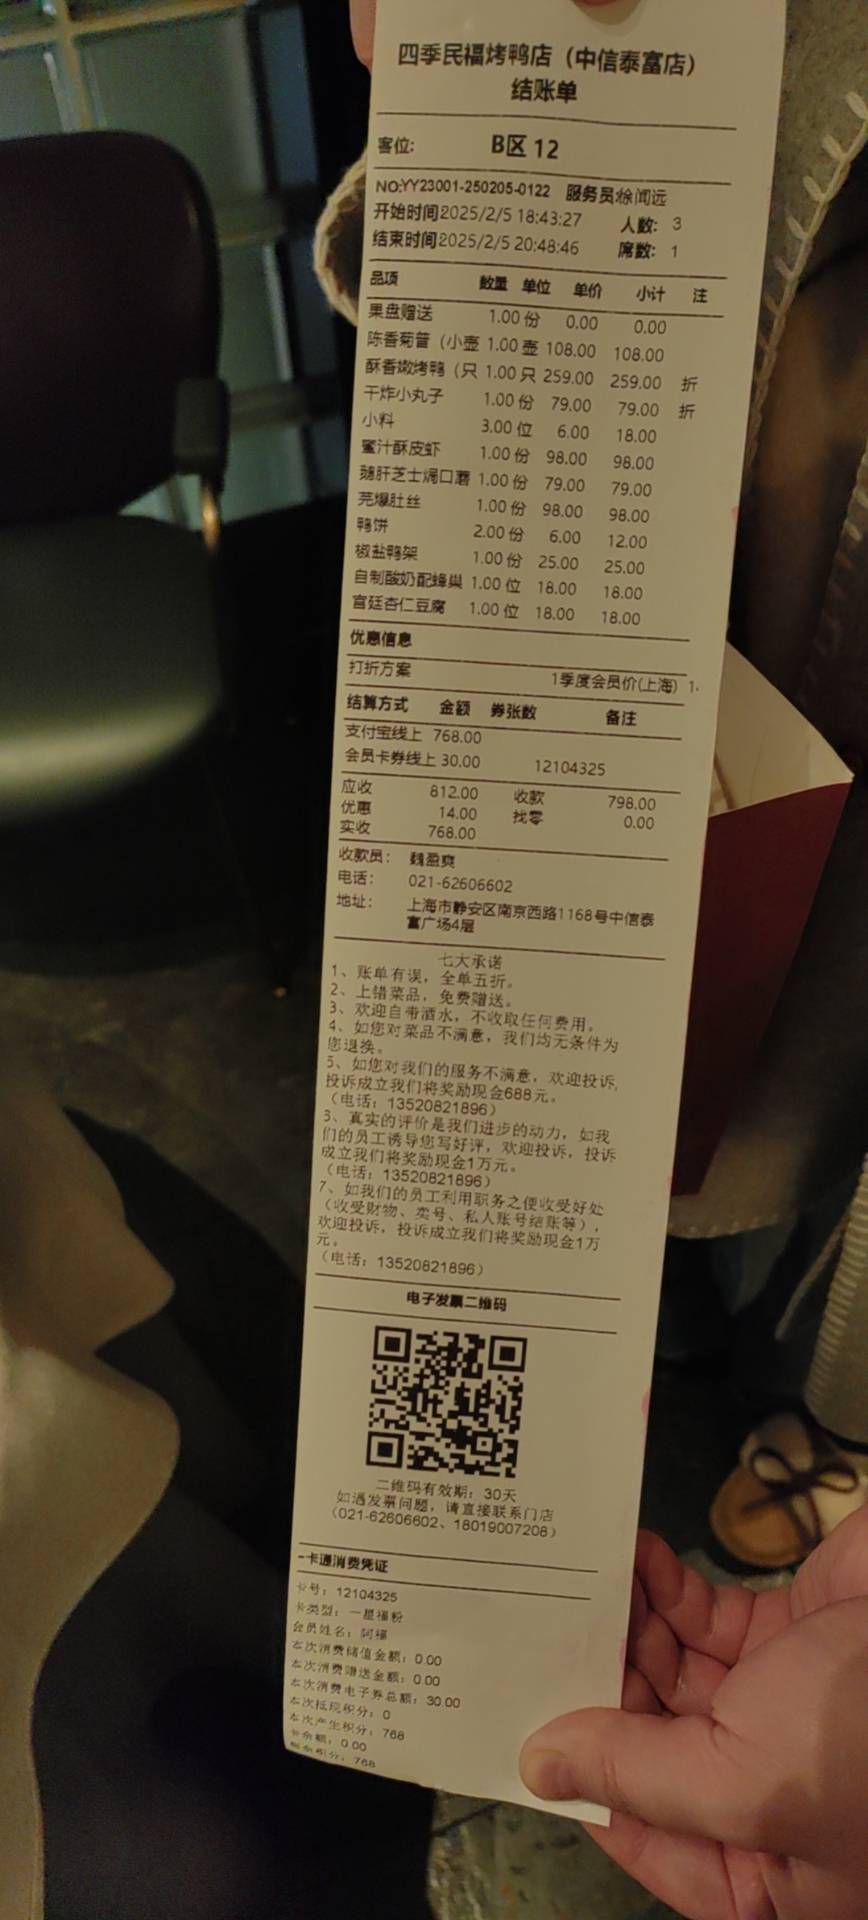 四季民福烤鸭店（中信泰富店）
结账单
客位: B区 12
NO:YY23001-250205-0122 服务员:徐闻远
开始时间2025/2/5 18:43:27 人数: 3
结束时间2025/2/5 20:48:46 席数: 1
品项 数量 单位 单价 小计 注
果盘赠送 1.00 份 0.00 0.00
陈香菊普（小壶 1.00 壶 108.00 108.00
酥香嫩烤鸭（只 1.00 只 259.00 259.00 折
干炸小丸子 1.00 份 79.00 79.00 折
小料 3.00 位 6.00 18.00
蜜汁酥皮虾 1.00 份 98.00 98.00
鹅肝芝士焗口蘑 1.00 份 79.00 79.00
芫爆肚丝 1.00 份 98.00 98.00
鸭饼 2.00 份 6.00 12.00
椒盐鸭架 1.00 份 25.00 25.00
自制酸奶配蜂巢 1.00 位 18.00 18.00
宫廷杏仁豆腐 1.00 位 18.00 18.00
优惠信息
打折方案 1季度会员价(上海) 1.
结算方式 金额 券张数 备注
支付宝线上 768.00
会员卡券线上 30.00 12104325
应收 812.00 收款 798.00
优惠 14.00 找零 0.00
实收 768.00
收款员: 魏盈爽
电话: 021-62606602
地址: 上海市静安区南京西路1168号中信泰
富广场4层
七大承诺
1、账单有误，全单五折。
2、上错菜品，免费赠送。
3、欢迎自带酒水，不收取任何费用。
4、如您对菜品不满意，我们均无条件为
您退换。
5、如您对我们的服务不满意，欢迎投诉，
投诉成立我们将奖励现金688元。
（电话：13520821896）
6、真实的评价是我们进步的动力，如我
们的员工诱导您写好评，欢迎投诉，投诉
成立我们将奖励现金1万元。
（电话：13520821896）
7、如我们的员工利用职务之便收受好处
（收受财物、卖号、私人账号结账等），
欢迎投诉，投诉成立我们将奖励现金1万
元。
（电话：13520821896）
电子发票二维码
二维码有效期：30天
如遇发票问题，请直接联系门店
（021-62606602、18019007208）
一卡通消费凭证
卡号：12104325
卡类型：一星福粉
会员姓名：阿福
本次消费储值金额：0.00
本次消费赠送金额：0.00
本次消费电子券总额：30.00
本次抵现积分：0
本次产生积分：768
卡余额：0.00
剩余积分：768